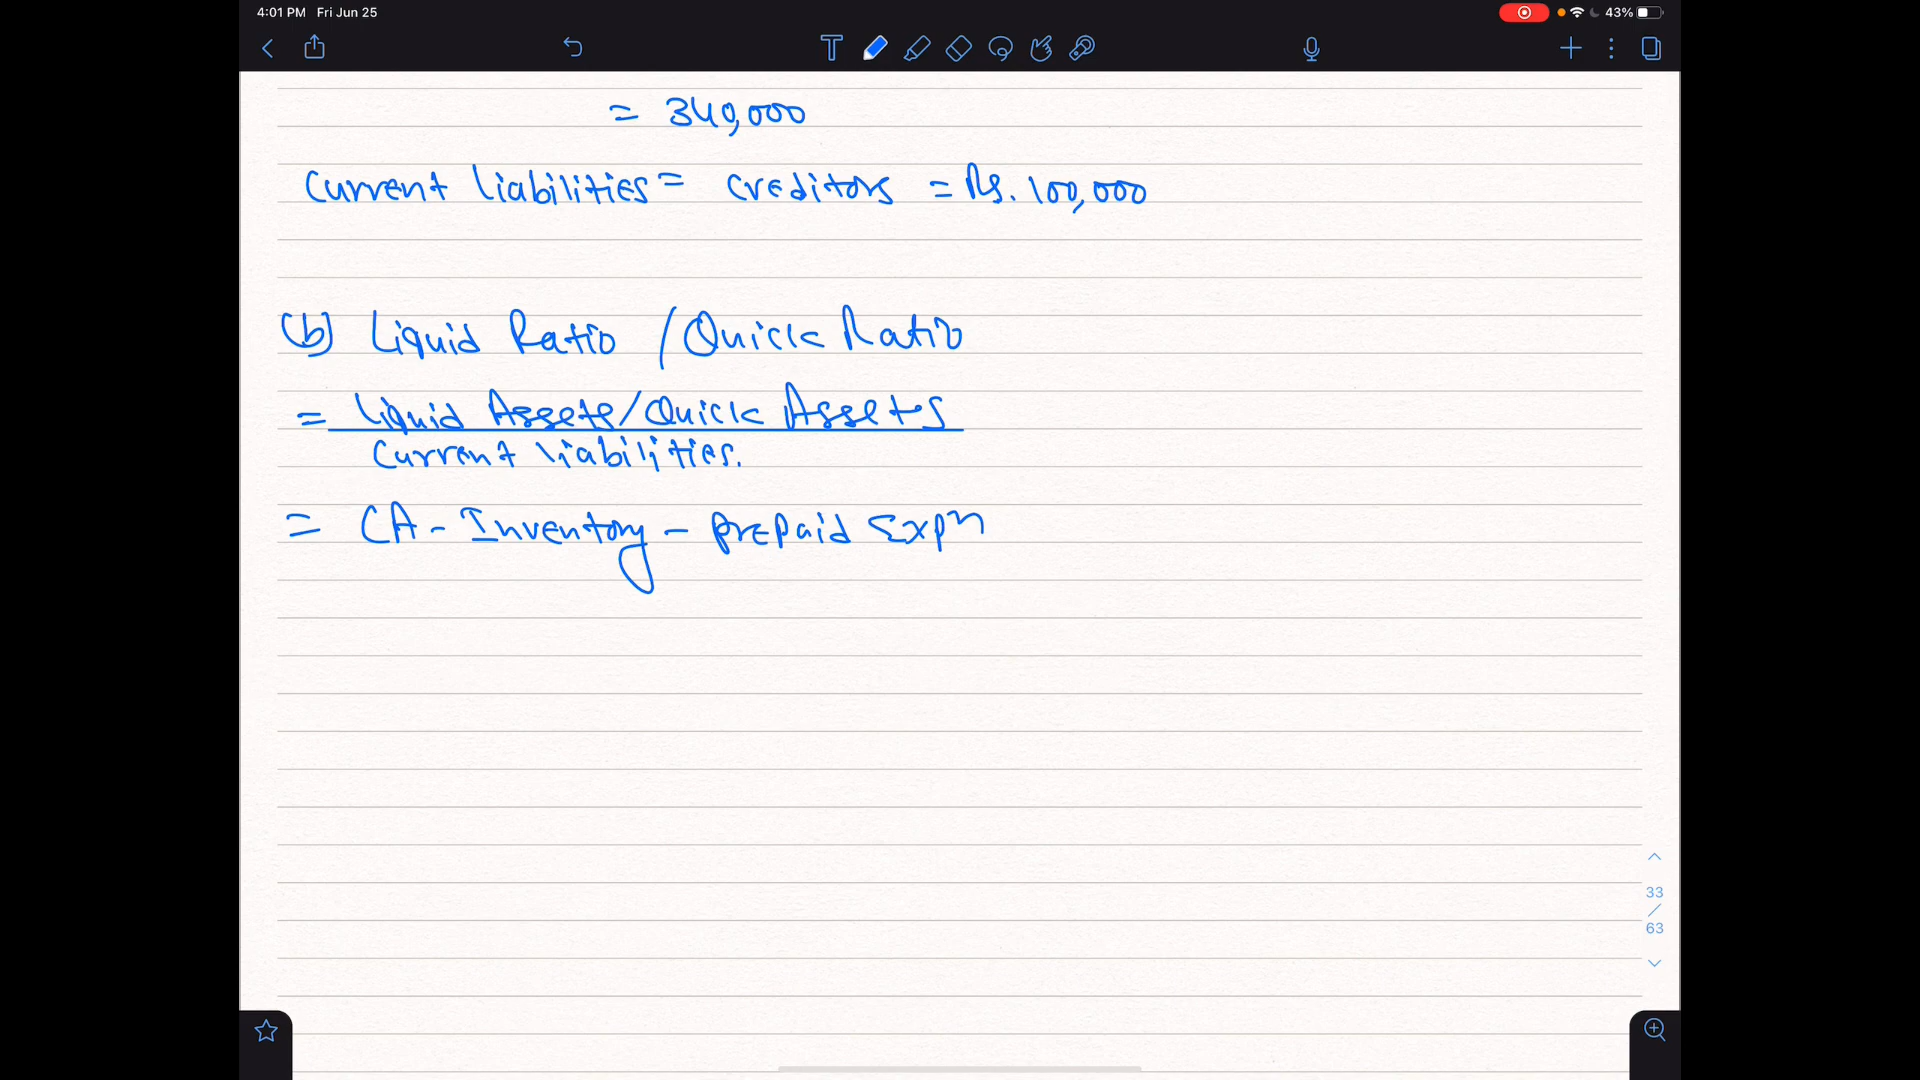 4:01 PM Fri Jun 25 43%
= 340,000
Current liabilities = creditors = Rs. 100,000
(b) Liquid Ratio / Quick Ratio
= Liquid Assets/Quick Assets
Current liabilities.
= CA - Inventory - Prepaid Expn
33
/
63